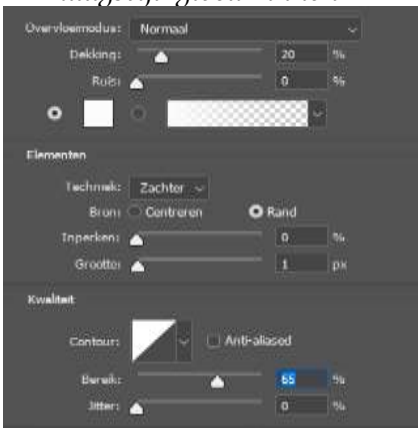 Overvloeimodus: Normaal
Dekking: 20 %
Ruis: 0 %
Elementen
Techniek: Zachter
Bron: Centreren Rand
Inperken: 0 %
Grootte: 1 px
Kwaliteit
Contour: Anti-aliased
Bereik: 65 %
Jitter: 0 %